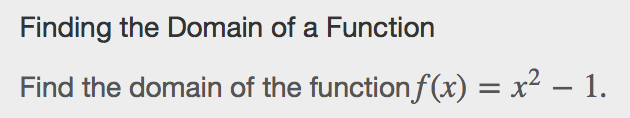 Finding the Domain of a Function
Find the domain of the function f(x) = x² − 1.